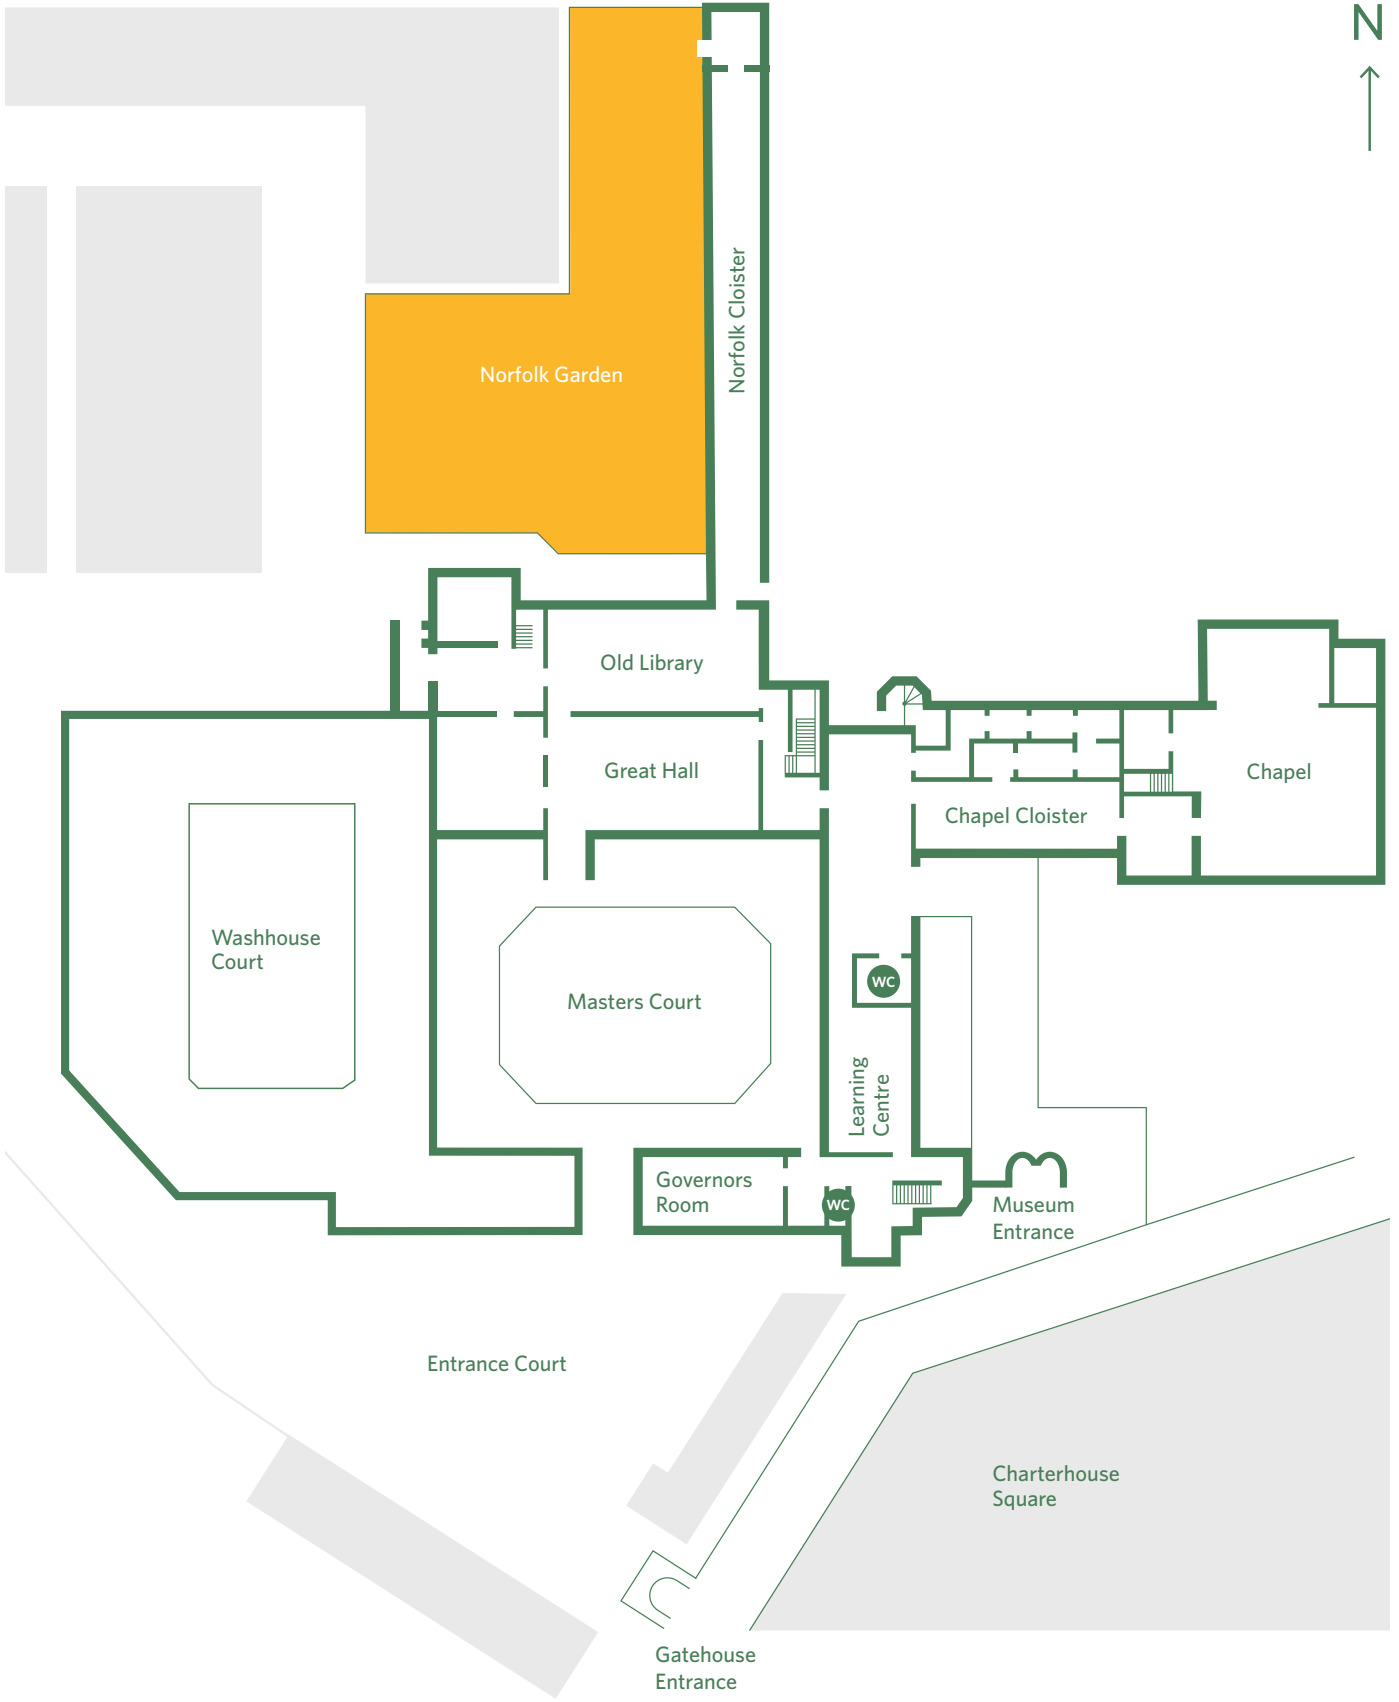 N
Norfolk Cloister
Norfolk Garden
Old Library
Great Hall
Chapel
Chapel Cloister
Washhouse
Court
WC
Masters Court
Learning
Centre
Governors
Room
WC
Museum
Entrance
Entrance Court
Charterhouse
Square
Gatehouse
Entrance